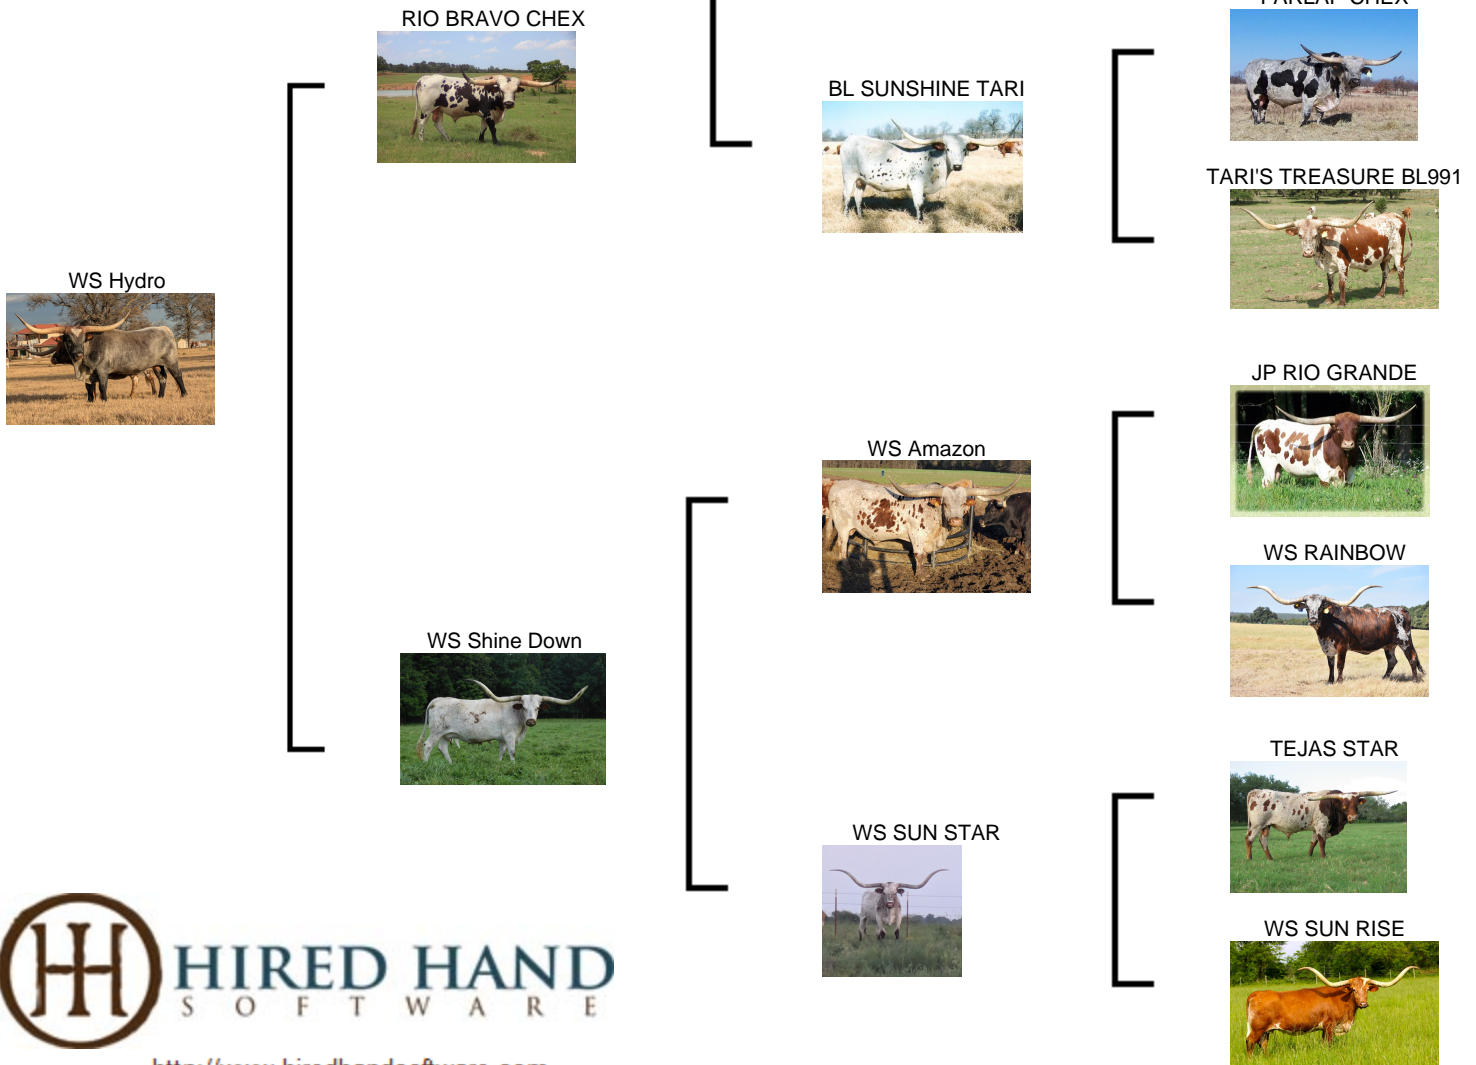 RIO BRAVO CHEX
BL SUNSHINE TARI
TARI'S TREASURE BL991
WS Hydro
JP RIO GRANDE
WS Amazon
WS RAINBOW
WS Shine Down
TEJAS STAR
WS SUN STAR
WS SUN RISE
HIRED HAND
SOFTWARE